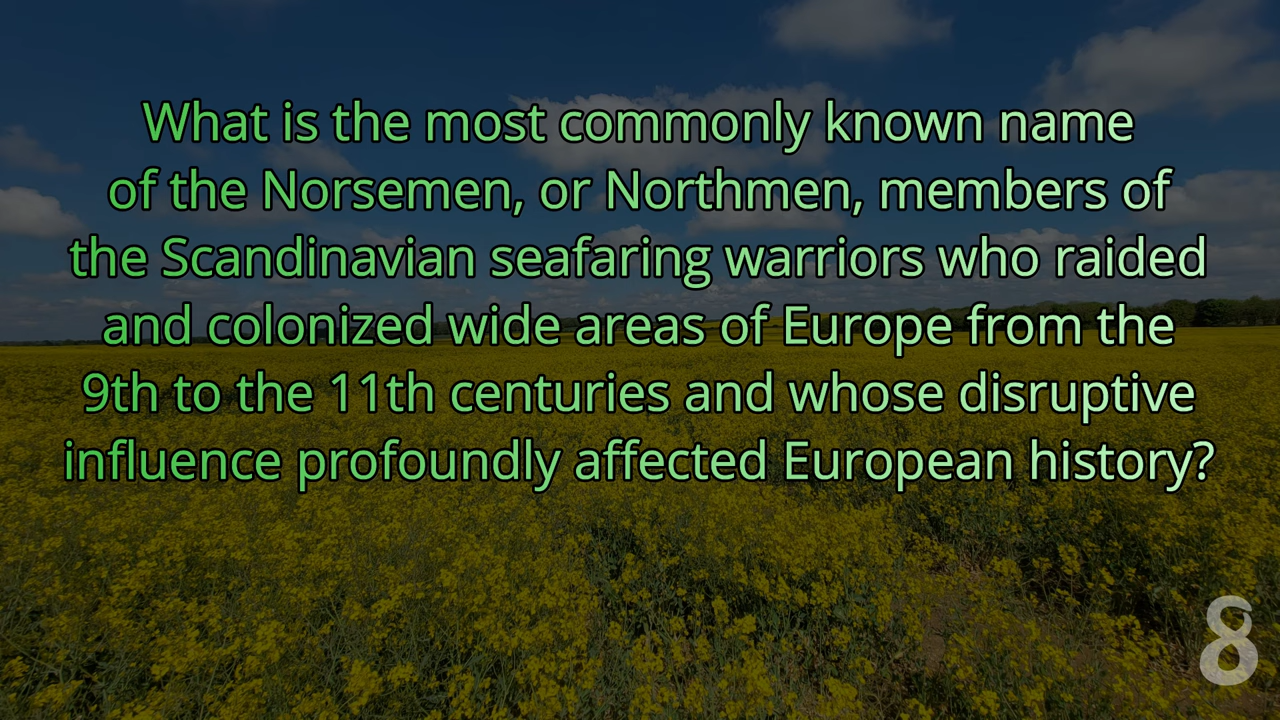 What is the most commonly known name
of the Norsemen, or Northmen, members of
the Scandinavian seafaring warriors who raided
and colonized wide areas of Europe from the
9th to the 11th centuries and whose disruptive
influence profoundly affected European history?
8